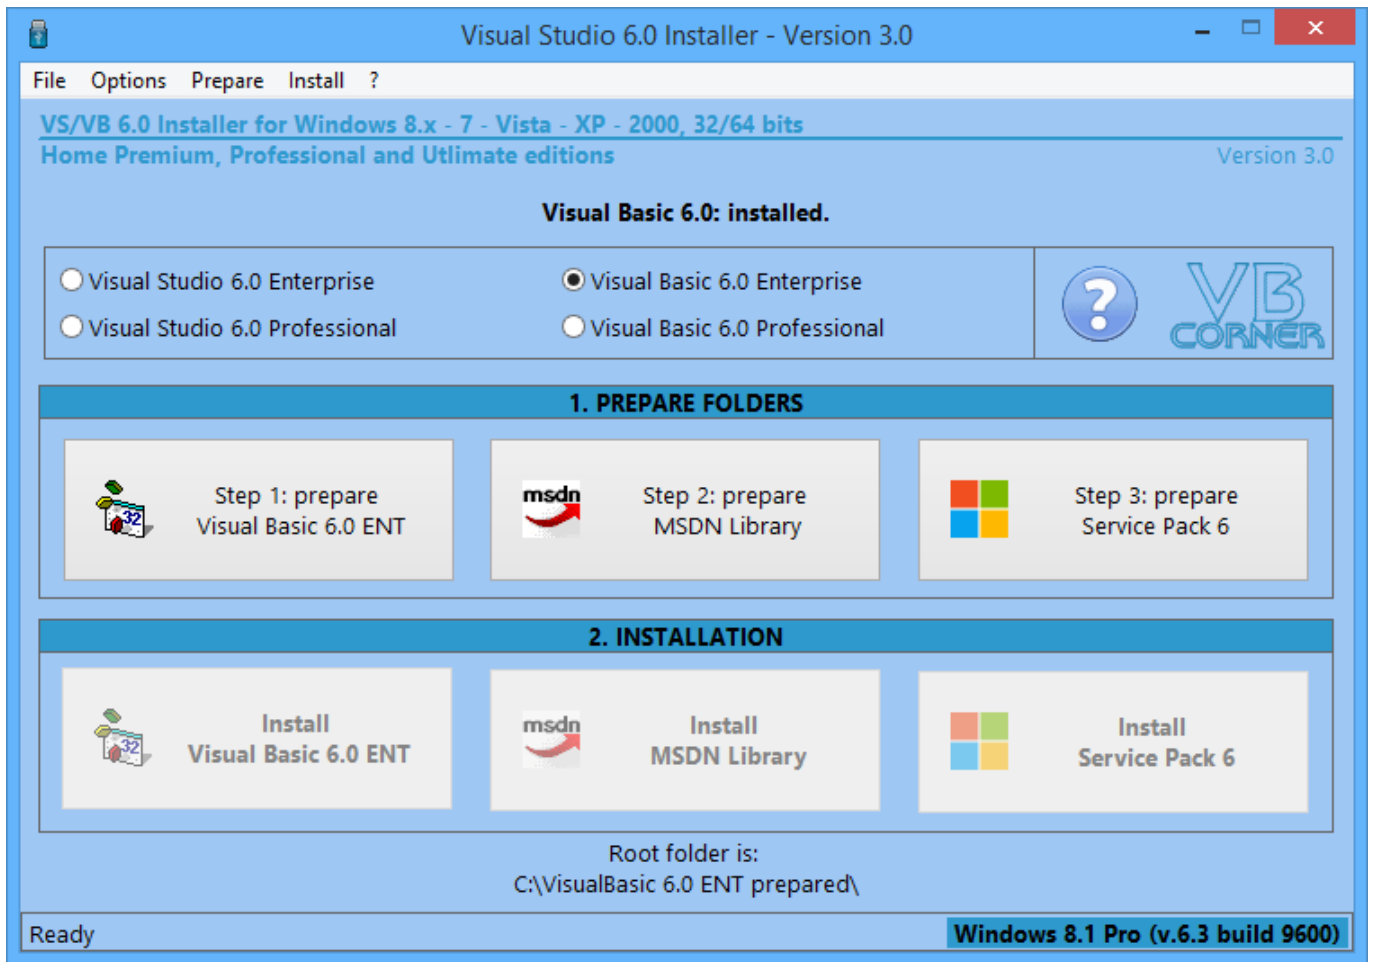 Visual Studio 6.0 Installer - Version 3.0
File Options Prepare Install ?
VS/VB 6.0 Installer for Windows 8.x - 7 - Vista - XP - 2000, 32/64 bits
Home Premium, Professional and Utlimate editions
Version 3.0
Visual Basic 6.0: installed.
Visual Studio 6.0 Enterprise
Visual Basic 6.0 Enterprise
Visual Studio 6.0 Professional
Visual Basic 6.0 Professional
?
VB
CORNER
1. PREPARE FOLDERS
32
Step 1: prepare
Visual Basic 6.0 ENT
msdn
Step 2: prepare
MSDN Library
Step 3: prepare
Service Pack 6
2. INSTALLATION
32
Install
Visual Basic 6.0 ENT
msdn
Install
MSDN Library
Install
Service Pack 6
Root folder is:
C:\VisualBasic 6.0 ENT prepared\
Ready
Windows 8.1 Pro (v.6.3 build 9600)